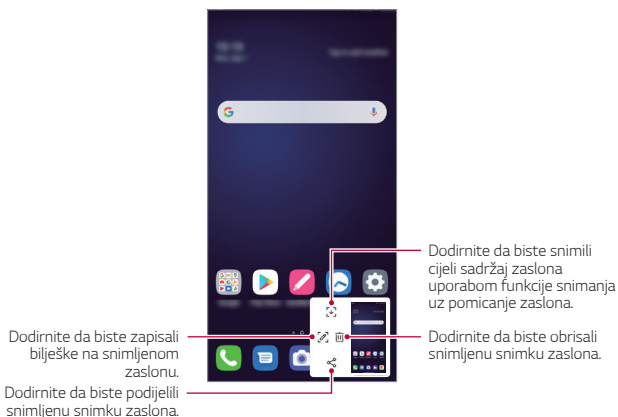 Dodirnite da biste snimili
cijeli sadržaj zaslona
uporabom funkcije snimanja
uz pomicanje zaslona.
Dodirnite da biste zapisali
bilješke na snimljenom
zaslonu.
Dodirnite da biste obrisali
snimljenu snimku zaslona.
Dodirnite da biste podijelili
snimljenu snimku zaslona.